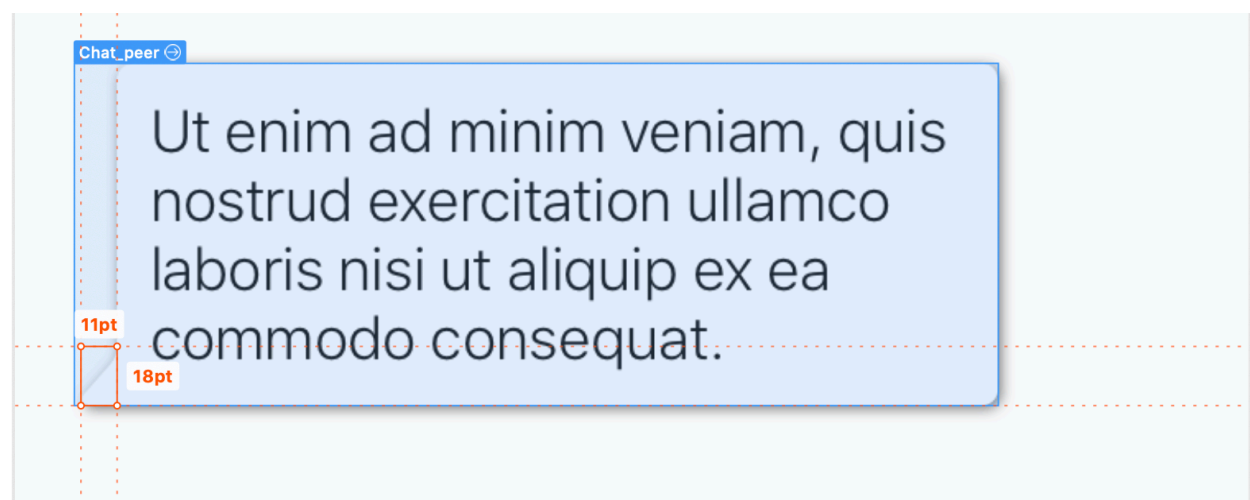 Chat_peer
Ut enim ad minim veniam, quis
nostrud exercitation ullamco
laboris nisi ut aliquip ex ea
commodo consequat.
11pt
18pt